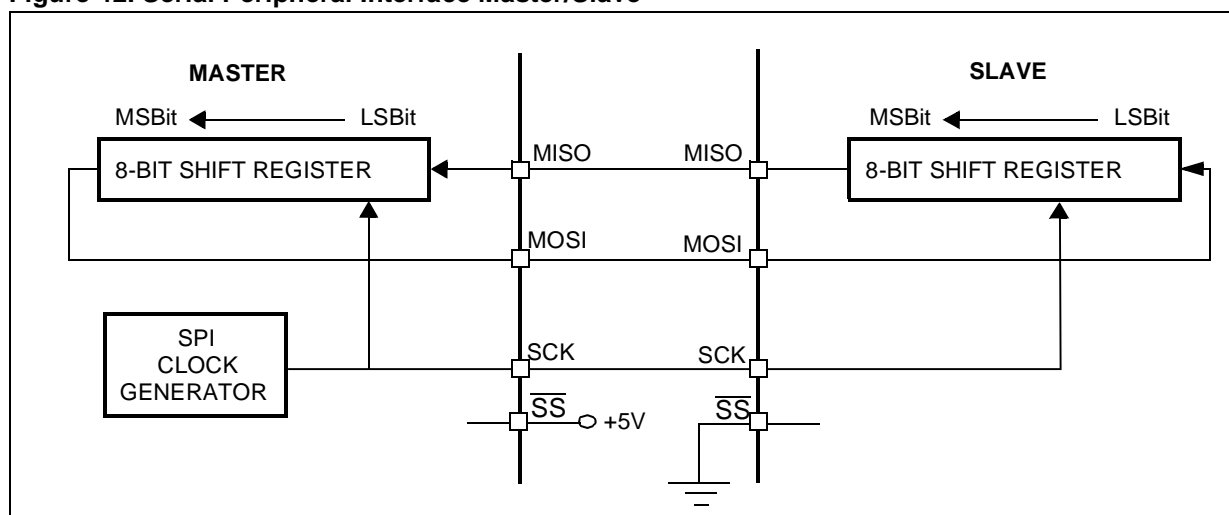 Figure 42. Serial Peripheral Interface Master/Slave
MASTER
SLAVE
MSBit
LSBit
MSBit
LSBit
8-BIT SHIFT REGISTER
MISO
MISO
8-BIT SHIFT REGISTER
MOSI
MOSI
SPI
CLOCK
GENERATOR
SCK
SCK
SS
+5V
SS